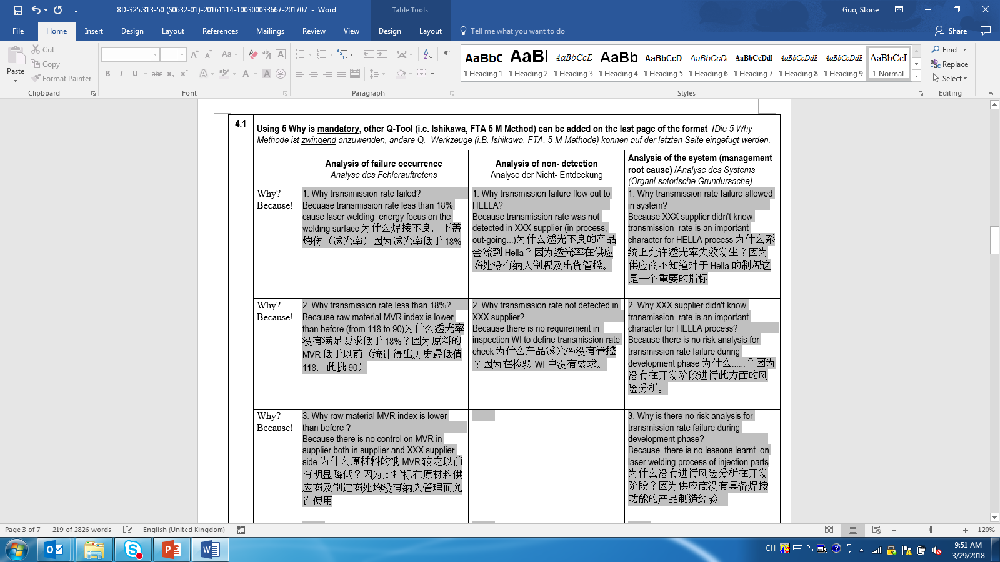 8D-325.313-50 (S0632-01)-20161114-100300033667-201707 - Word
Table Tools
Guo, Stone
File Home Insert Design Layout References Mailings Review View Design Layout Tell me what you want to do Share
Paste
Cut
Copy
Format Painter
Clipboard
Font
Paragraph
AaBbC AaBl AaBbCcD AaBb AaBbCcD AaBbCcD AaBbCcDdI AaBbCcDdE AaBbCcDdE AaBbCcI
¶ Heading 1 ¶ Heading 2 ¶ Heading 3 ¶ Heading 4 ¶ Heading 5 ¶ Heading 6 ¶ Heading 7 ¶ Heading 8 ¶ Heading 9 ¶ Normal
Styles
Find
Replace
Select
Editing
4.1
Using 5 Why is mandatory, other Q-Tool (i.e. Ishikawa, FTA 5 M Method) can be added on the last page of the format /Die 5 Why
Methode ist zwingend anzuwenden, andere Q.- Werkzeuge (i.B. Ishikawa, FTA, 5-M-Methode) können auf der letzten Seite eingefügt werden.
Analysis of failure occurrence
Analyse des Fehlerauftretens
Analysis of non- detection
Analyse der Nicht- Entdeckung
Analysis of the system (management
root cause) /Analyse des Systems
(Organi-satorische Grundursache)
Why?
Because!
1. Why transimission rate failed?
Becuase transmission rate less than 18%
cause laser welding energy focus on the
welding surface 为什么焊接不良，下盖
灼伤（透光率）因为透光率低于 18%
1. Why transmission failure flow out to
HELLA?
Because transmission rate was not
detected in XXX supplier (in-process,
out-going...)为什么透光不良的产品
会流到 Hella？因为透光率在供应
商处没有纳入制程及出货管控。
1. Why transmission rate failure allowed
in system?
Because XXX supplier didn't know
transmission rate is an important
character for HELLA process 为什么系
统上允许透光率失效发生？因为
供应商不知道对于 Hella 的制程这
是一个重要的指标
Why?
Because!
2. Why transmission rate less than 18%?
Because raw material MVR index is lower
than before (from 118 to 90)为什么透光率
没有满足要求低于 18%？因为原料的
MVR 低于以前（统计得出历史最低值
118，此批 90）
2. Why transmission rate not detected in
XXX supplier?
Because there is no requirement in
inspection WI to define transmission rate
check 为什么产品透光率没有管控
？因为在检验 WI 中没有要求。
2. Why XXX supplier didn't know
transmission rate is an important
character for HELLA process?
Because there is no risk analysis for
transmission rate failure during
development phase 为什么......？因为
没有在开发阶段进行此方面的风
险分析。
Why?
Because!
3. Why raw material MVR index is lower
than before ?
Because there is no control on MVR in
supplier both in supplier and XXX supplier
side.为什么原材料的饿 MVR 较之以前
有明显降低？因为此指标在原材料供
应商及制造商处均没有纳入管理而允
许使用
3. Why is there no risk analysis for
transmission rate failure during
development phase?
Because there is no lessons learnt on
laser welding process of injection parts
为什么没有进行风险分析在开发
阶段？因为供应商没有具备焊接
功能的产品制造经验。
Page 3 of 7 219 of 2826 words English (United Kingdom) 120%
CH 中
9:51 AM
3/29/2018